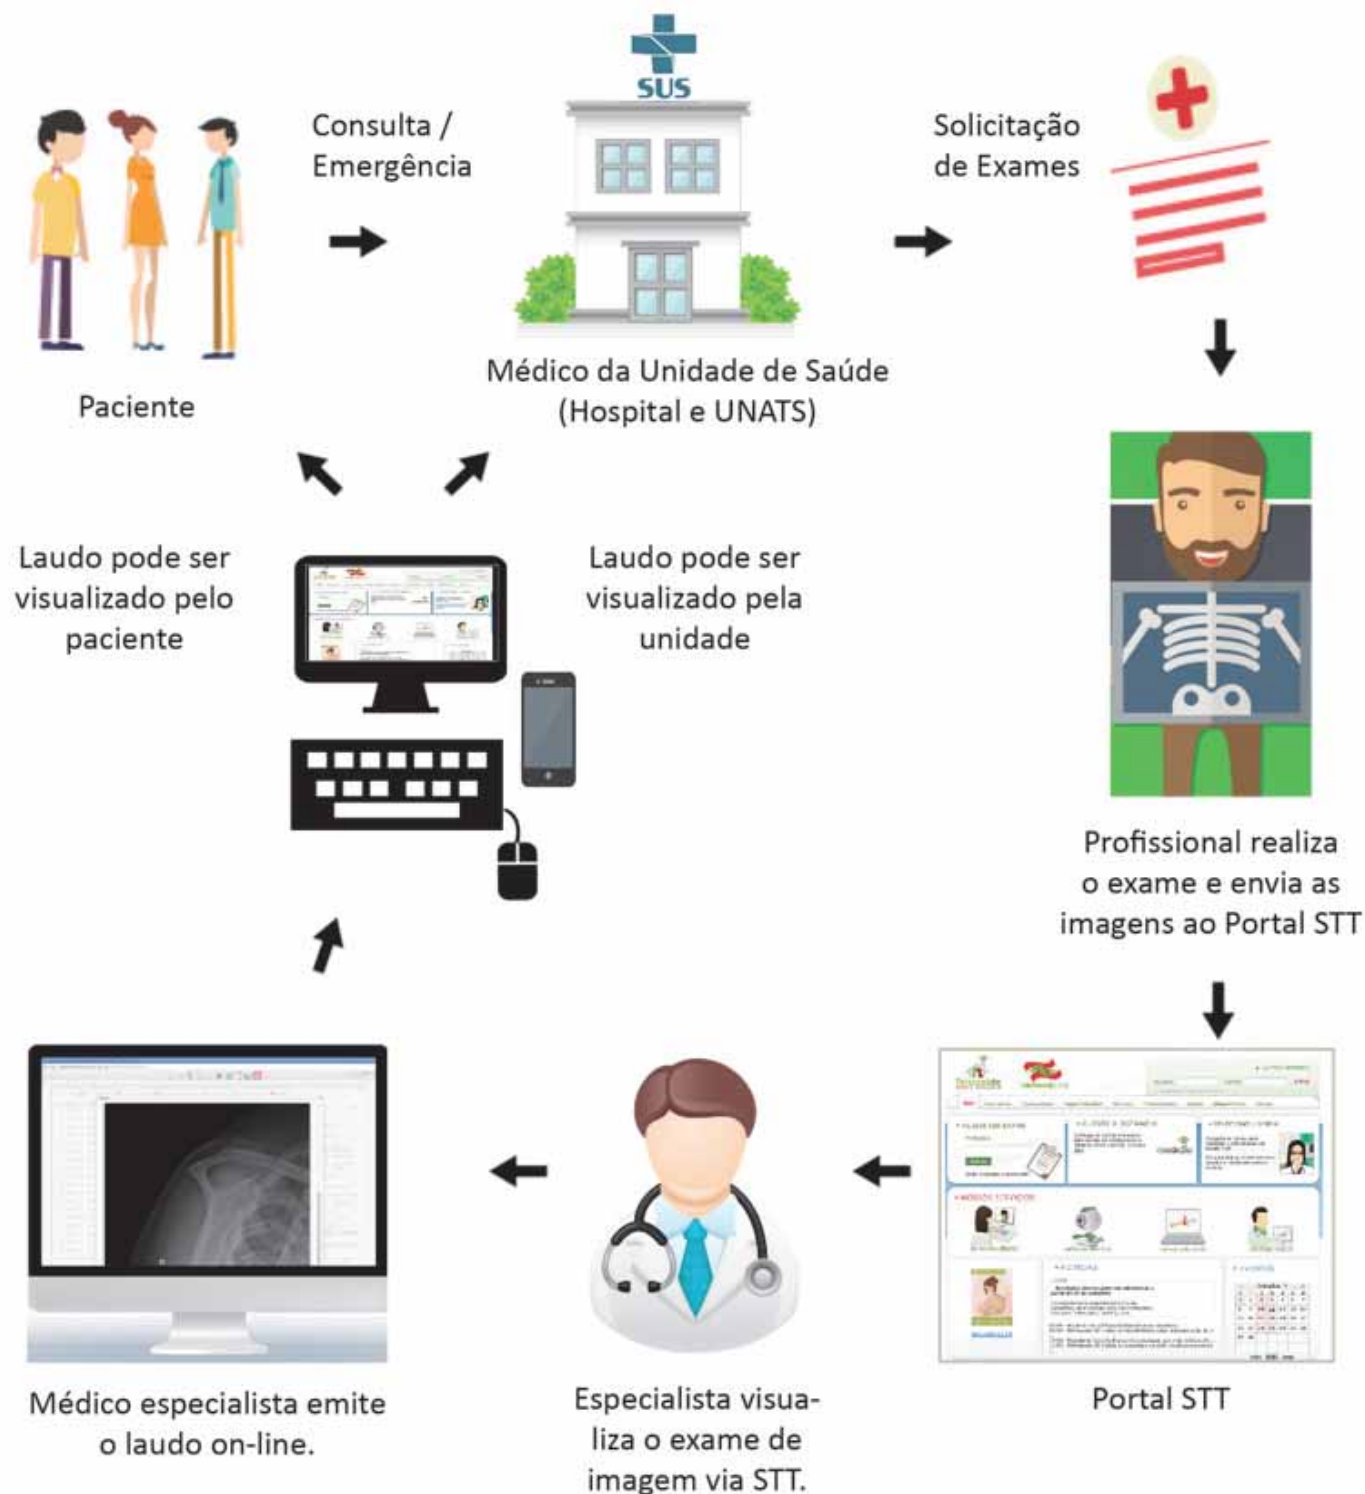 SUS
Consulta /
Emergência
Solicitação
de Exames
Paciente
Médico da Unidade de Saúde
(Hospital e UNATS)
Laudo pode ser
visualizado pelo
paciente
Laudo pode ser
visualizado pela
unidade
Profissional realiza
o exame e envia as
imagens ao Portal STT
Portal STT
Especialista visua-
liza o exame de
imagem via STT.
Médico especialista emite
o laudo on-line.